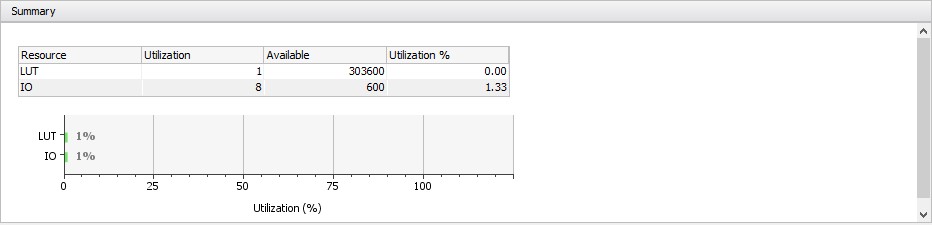 Summary
Resource Utilization Available Utilization %
LUT 1 303600 0.00
IO 8 600 1.33
LUT 1%
IO 1%
0 25 50 75 100
Utilization (%)